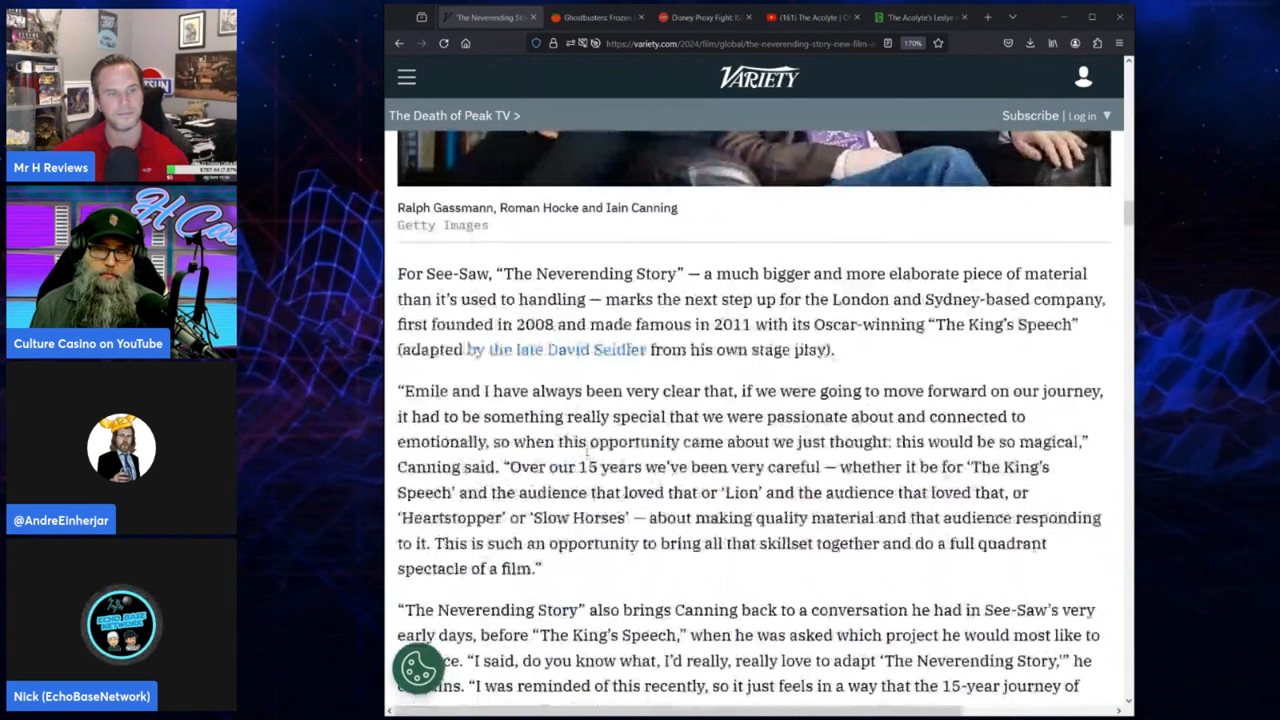 'The Neverending Sto
Ghostbusters: Frozen
Disney Proxy Fight: IS
(161) The Acolyte | O
'The Acolyte's Leslye
https://variety.com/2024/film/global/the-neverending-story-new-film-a
170%
VARIETY
The Death of Peak TV >
Subscribe | Log in ▼
Ralph Gassmann, Roman Hocke and Iain Canning
Getty Images
For See-Saw, “The Neverending Story” — a much bigger and more elaborate piece of material
than it’s used to handling — marks the next step up for the London and Sydney-based company,
first founded in 2008 and made famous in 2011 with its Oscar-winning “The King’s Speech”
(adapted by the late David Seidler from his own stage play).
“Emile and I have always been very clear that, if we were going to move forward on our journey,
it had to be something really special that we were passionate about and connected to
emotionally, so when this opportunity came about we just thought: this would be so magical,”
Canning said. “Over our 15 years we’ve been very careful — whether it be for ‘The King’s
Speech’ and the audience that loved that or ‘Lion’ and the audience that loved that, or
‘Heartstopper’ or ‘Slow Horses’ — about making quality material and that audience responding
to it. This is such an opportunity to bring all that skillset together and do a full quadrant
spectacle of a film.”
“The Neverending Story” also brings Canning back to a conversation he had in See-Saw’s very
early days, before “The King’s Speech,” when he was asked which project he would most like to
ce. “I said, do you know what, I’d really, really love to adapt ‘The Neverending Story,’” he
ins. “I was reminded of this recently, so it just feels in a way that the 15-year journey of
Mr H Reviews
Culture Casino on YouTube
@AndreEinherjar
ECHO BASE
NETWORK
Nick (EchoBaseNetwork)